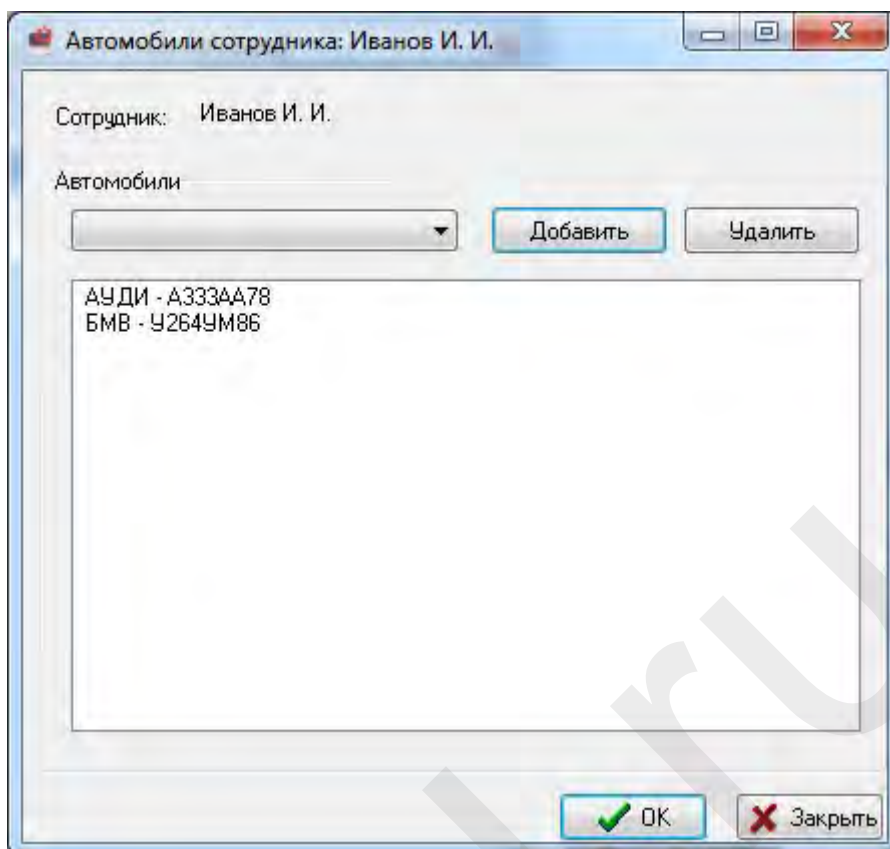 Автомобили сотрудника: Иванов И. И.
Сотрудник: Иванов И. И.
Автомобили
Добавить Удалить
АУДИ - А333АА78
БМВ - У264УМ86
OK Закрыть